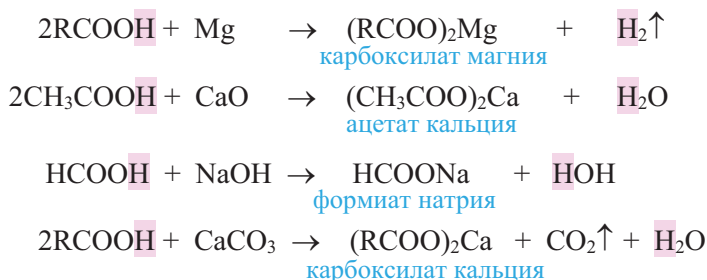 2RCOOH + Mg → (RCOO)₂Mg + H₂↑
карбоксилат магния
2CH₃COOH + CaO → (CH₃COO)₂Ca + H₂O
ацетат кальция
HCOOH + NaOH → HCOONa + HOH
формиат натрия
2RCOOH + CaCO₃ → (RCOO)₂Ca + CO₂↑ + H₂O
карбоксилат кальция